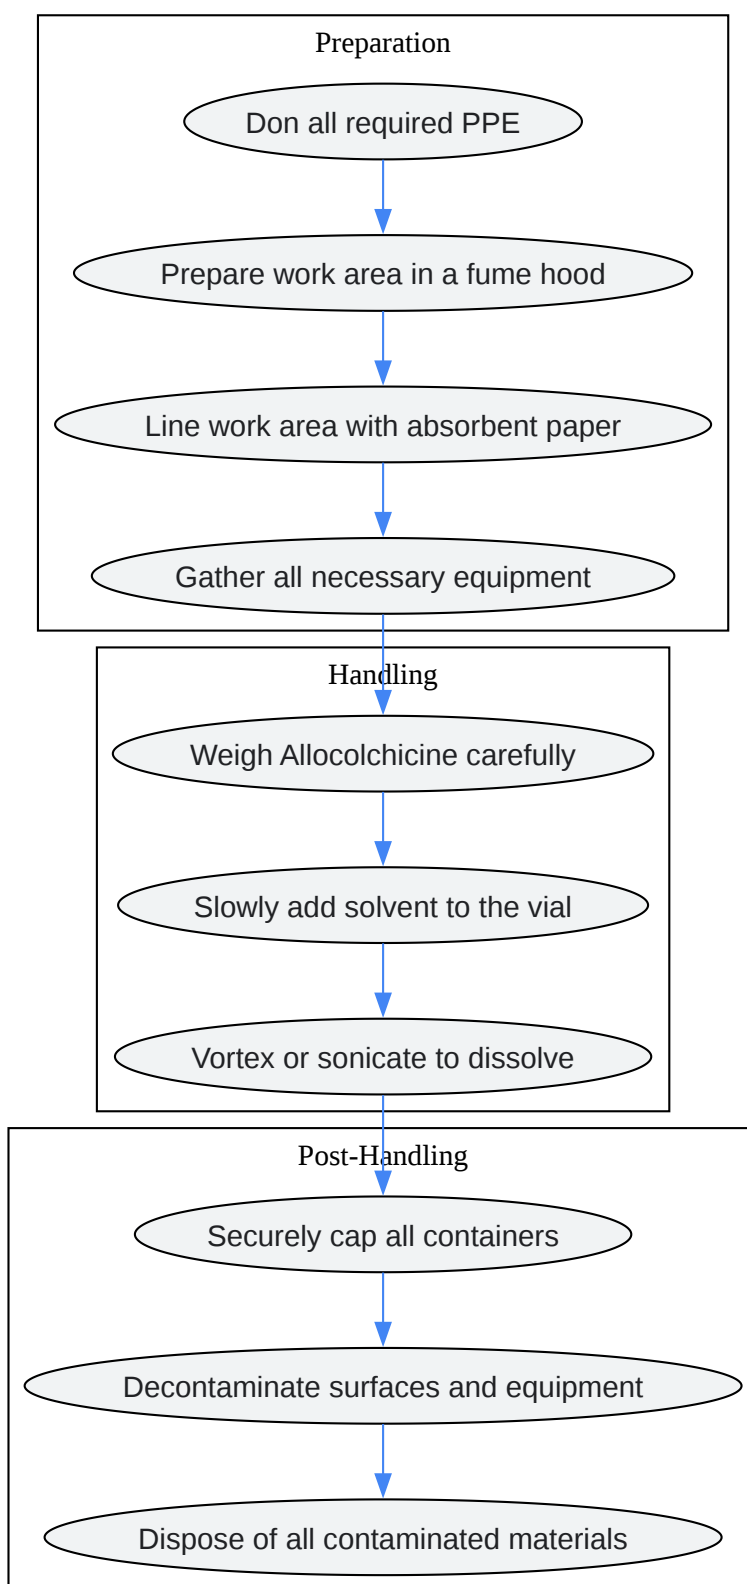 Preparation
Don all required PPE
Prepare work area in a fume hood
Line work area with absorbent paper
Gather all necessary equipment
Handling
Weigh Allocolchicine carefully
Slowly add solvent to the vial
Vortex or sonicate to dissolve
Post-Handling
Securely cap all containers
Decontaminate surfaces and equipment
Dispose of all contaminated materials